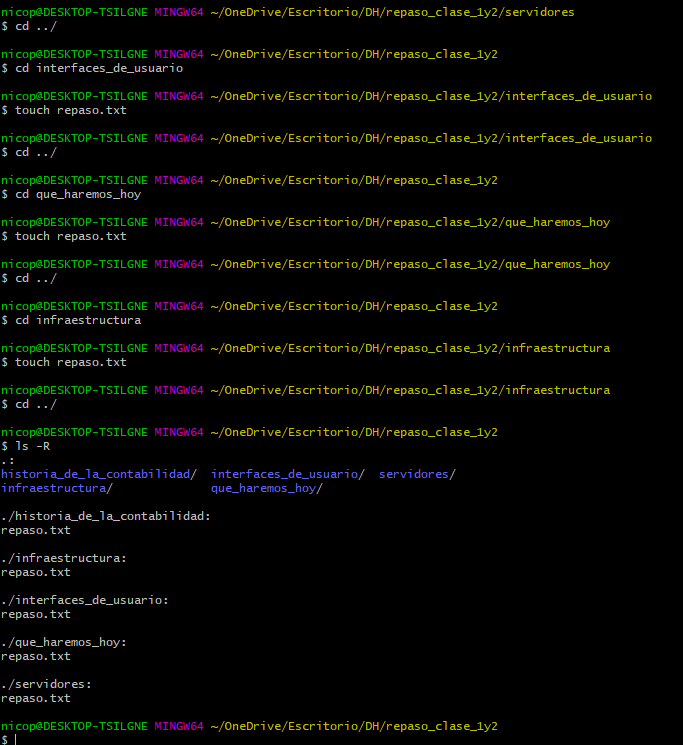 nicop@DESKTOP-TSILGNE MINGW64 ~/OneDrive/Escritorio/DH/repaso_clase_1y2/servidores
$ cd ../
nicop@DESKTOP-TSILGNE MINGW64 ~/OneDrive/Escritorio/DH/repaso_clase_1y2
$ cd interfaces_de_usuario
nicop@DESKTOP-TSILGNE MINGW64 ~/OneDrive/Escritorio/DH/repaso_clase_1y2/interfaces_de_usuario
$ touch repaso.txt
nicop@DESKTOP-TSILGNE MINGW64 ~/OneDrive/Escritorio/DH/repaso_clase_1y2/interfaces_de_usuario
$ cd ../
nicop@DESKTOP-TSILGNE MINGW64 ~/OneDrive/Escritorio/DH/repaso_clase_1y2
$ cd que_haremos_hoy
nicop@DESKTOP-TSILGNE MINGW64 ~/OneDrive/Escritorio/DH/repaso_clase_1y2/que_haremos_hoy
$ touch repaso.txt
nicop@DESKTOP-TSILGNE MINGW64 ~/OneDrive/Escritorio/DH/repaso_clase_1y2/que_haremos_hoy
$ cd ../
nicop@DESKTOP-TSILGNE MINGW64 ~/OneDrive/Escritorio/DH/repaso_clase_1y2
$ cd infraestructura
nicop@DESKTOP-TSILGNE MINGW64 ~/OneDrive/Escritorio/DH/repaso_clase_1y2/infraestructura
$ touch repaso.txt
nicop@DESKTOP-TSILGNE MINGW64 ~/OneDrive/Escritorio/DH/repaso_clase_1y2/infraestructura
$ cd ../
nicop@DESKTOP-TSILGNE MINGW64 ~/OneDrive/Escritorio/DH/repaso_clase_1y2
$ ls -R
.:
historia_de_la_contabilidad/  interfaces_de_usuario/  servidores/
infraestructura/              que_haremos_hoy/
./historia_de_la_contabilidad:
repaso.txt
./infraestructura:
repaso.txt
./interfaces_de_usuario:
repaso.txt
./que_haremos_hoy:
repaso.txt
./servidores:
repaso.txt
nicop@DESKTOP-TSILGNE MINGW64 ~/OneDrive/Escritorio/DH/repaso_clase_1y2
$